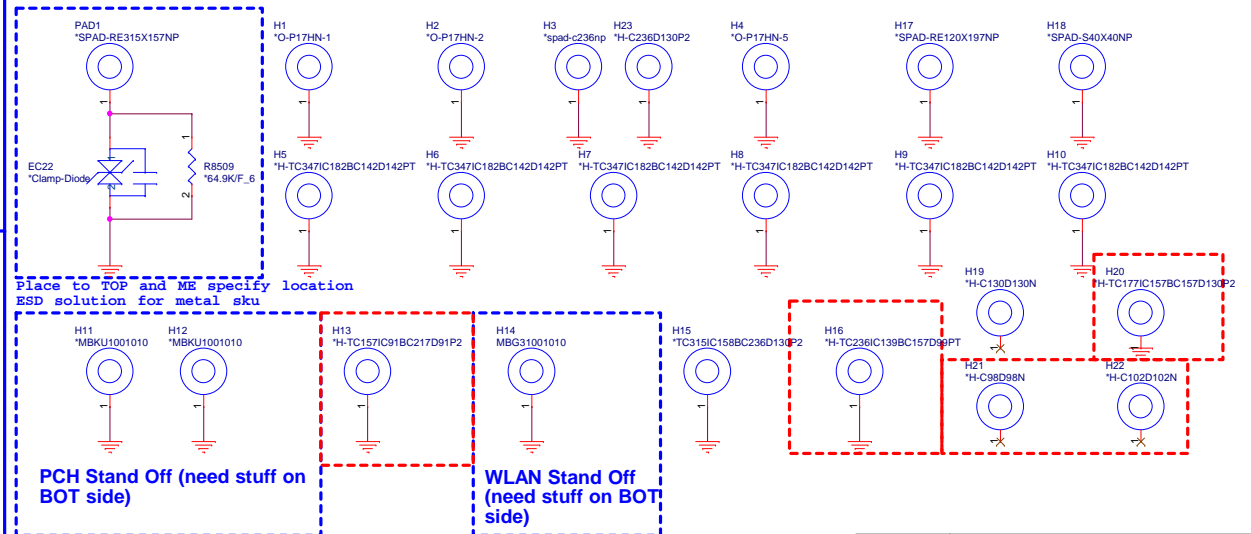 PAD1
*SPAD-RE315X157NP
H1
*O-P17HN-1
H2
*O-P17HN-2
H3
*spad-c236np
H23
*H-C236D130P2
H4
*O-P17HN-5
H17
*SPAD-RE120X197NP
H18
*SPAD-S40X40NP
1
1
1
1
1
1
1
1
EC22
*Clamp-Diode
1
2
R8509
*64.9K/F_6
1
2
H5
*H-TC347IC182BC142D142PT
H6
*H-TC347IC182BC142D142PT
H7
*H-TC347IC182BC142D142PT
H8
*H-TC347IC182BC142D142PT
H9
*H-TC347IC182BC142D142PT
H10
*H-TC347IC182BC142D142PT
1
1
1
1
1
1
Place to TOP and ME specify location
ESD solution for metal sku
H19
*H-C130D130N
1
H20
*H-TC177IC157BC157D130P2
1
H11
*MBKU1001010
1
H12
*MBKU1001010
1
H13
*H-TC157IC91BC217D91P2
1
H14
MBG31001010
1
H15
*TC315IC158BC236D130P2
1
H16
*H-TC236IC139BC157D99PT
1
H21
*H-C98D98N
1
H22
*H-C102D102N
1
PCH Stand Off (need stuff on
BOT side)
WLAN Stand Off
(need stuff on BOT
side)